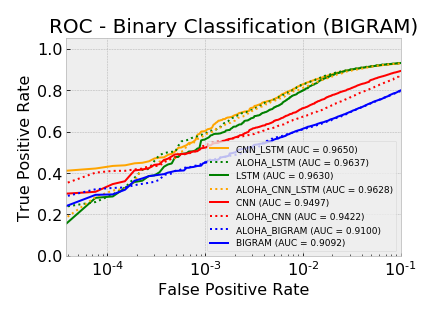 ROC - Binary Classification (BIGRAM)
True Positive Rate
1.0
0.8
0.6
0.4
0.2
0.0
CNN_LSTM (AUC = 0.9650)
ALOHA_LSTM (AUC = 0.9637)
LSTM (AUC = 0.9630)
ALOHA_CNN_LSTM (AUC = 0.9628)
CNN (AUC = 0.9497)
ALOHA_CNN (AUC = 0.9422)
ALOHA_BIGRAM (AUC = 0.9100)
BIGRAM (AUC = 0.9092)
10⁻⁴ 10⁻³ 10⁻² 10⁻¹
False Positive Rate